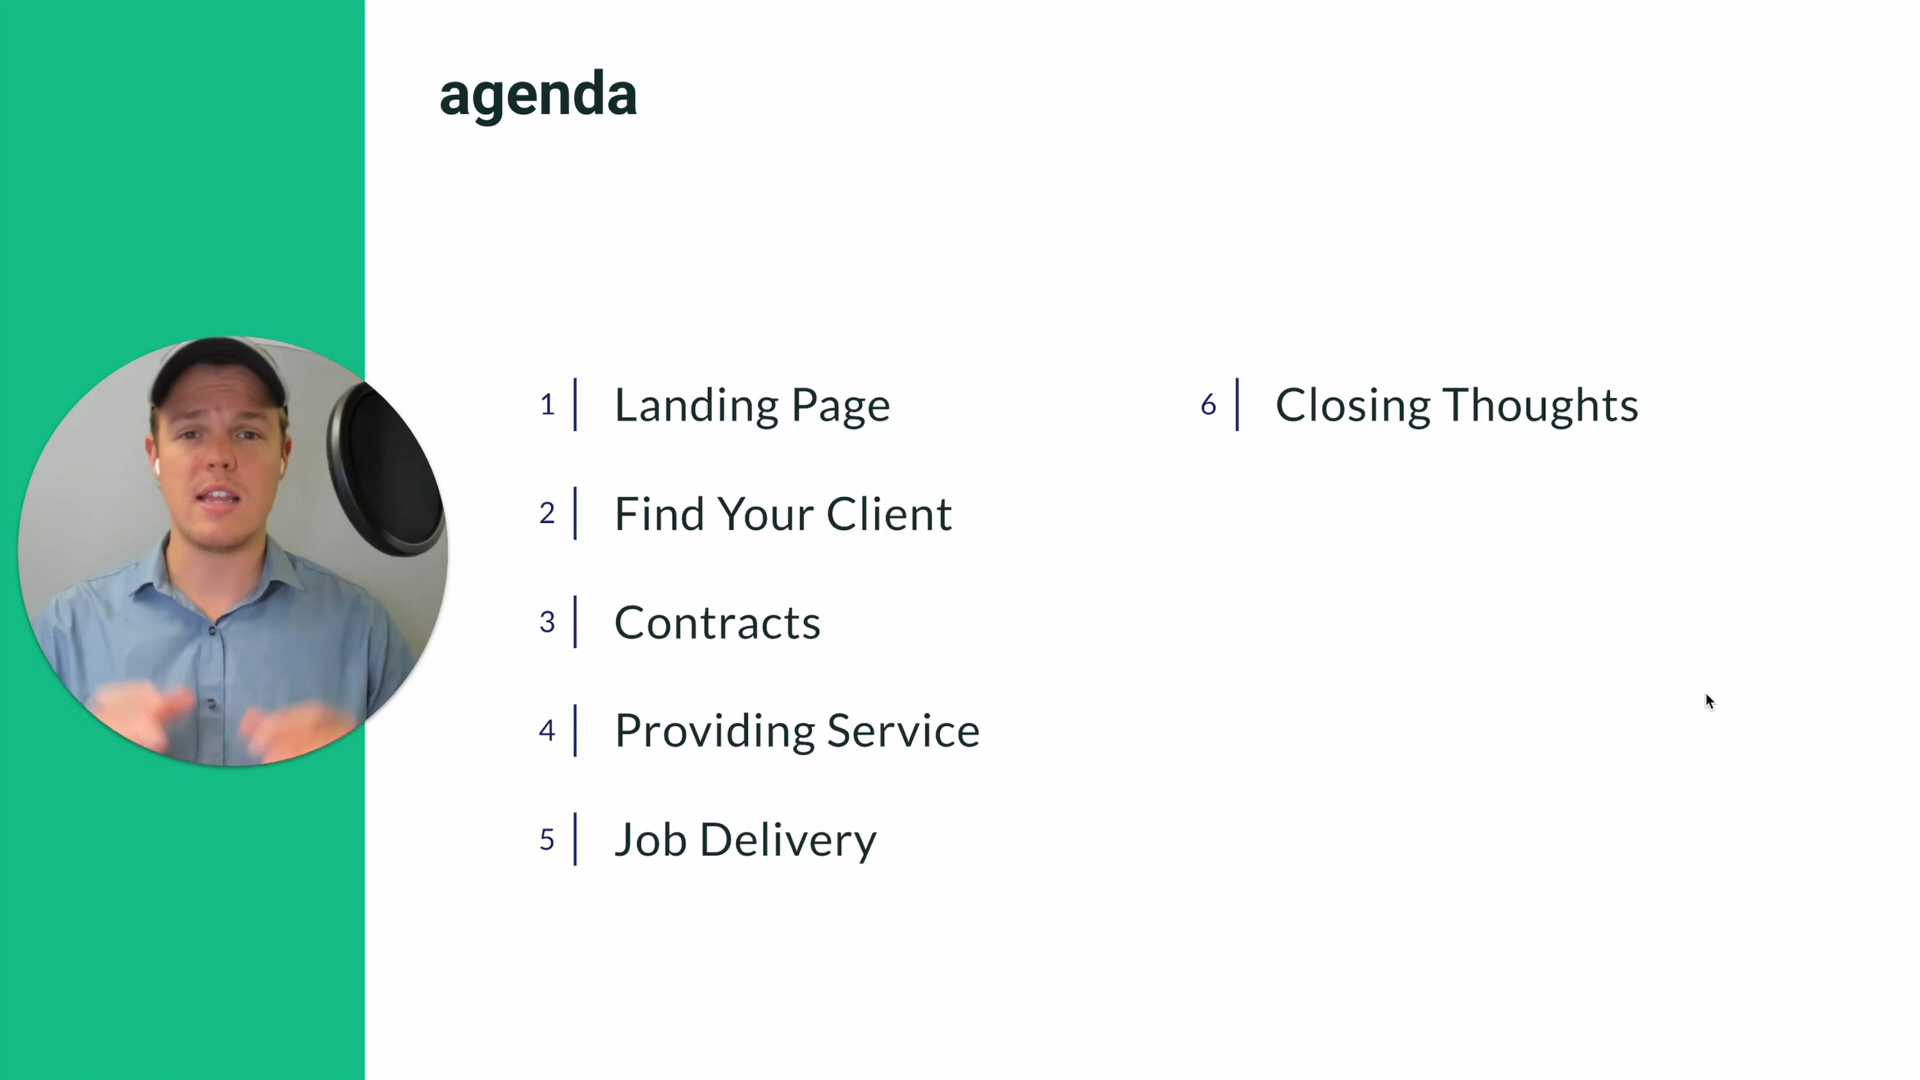 agenda
1 Landing Page
2 Find Your Client
3 Contracts
4 Providing Service
5 Job Delivery
6 Closing Thoughts